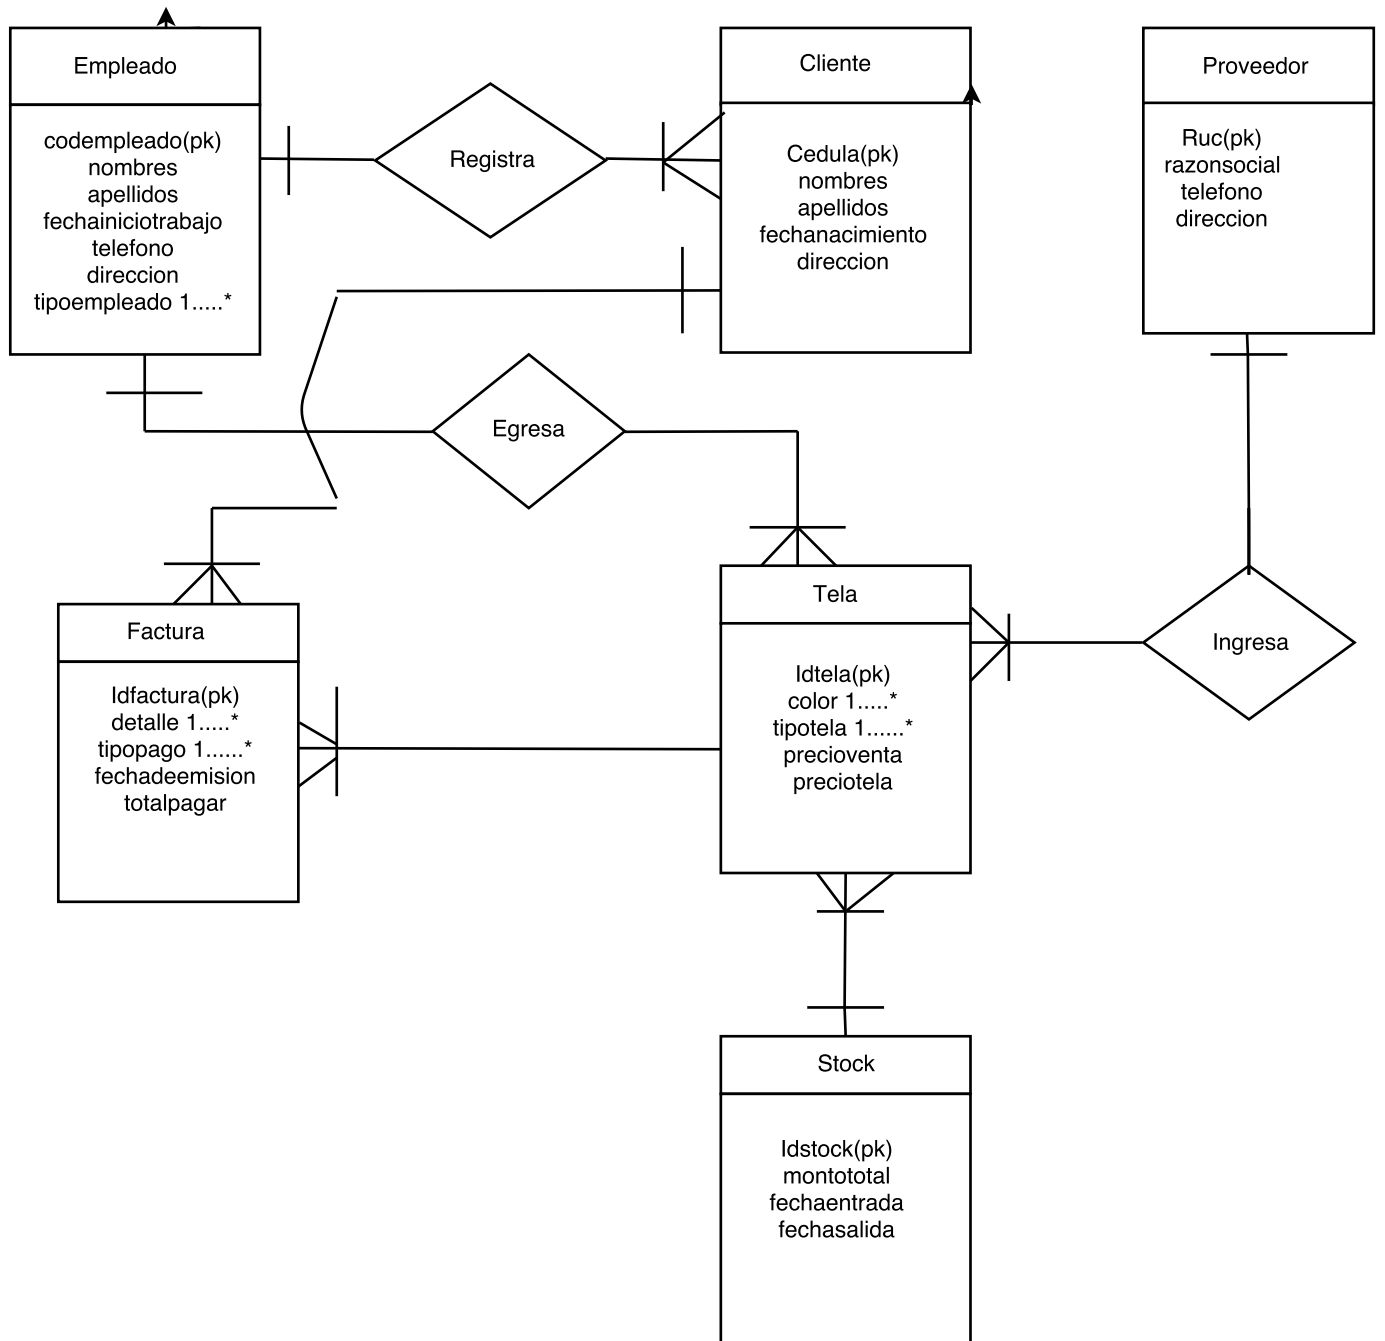 Empleado
codempleado(pk)
nombres
apellidos
fechainiciotrabajo
telefono
direccion
tipoempleado 1.....*
Registra
Cliente
Cedula(pk)
nombres
apellidos
fechanacimiento
direccion
Proveedor
Ruc(pk)
razonsocial
telefono
direccion
Egresa
Factura
Idfactura(pk)
detalle 1.....*
tipopago 1......*
fechadeemision
totalpagar
Tela
Idtela(pk)
color 1.....*
tipotela 1......*
precioventa
preciotela
Ingresa
Stock
Idstock(pk)
montototal
fechaentrada
fechasalida